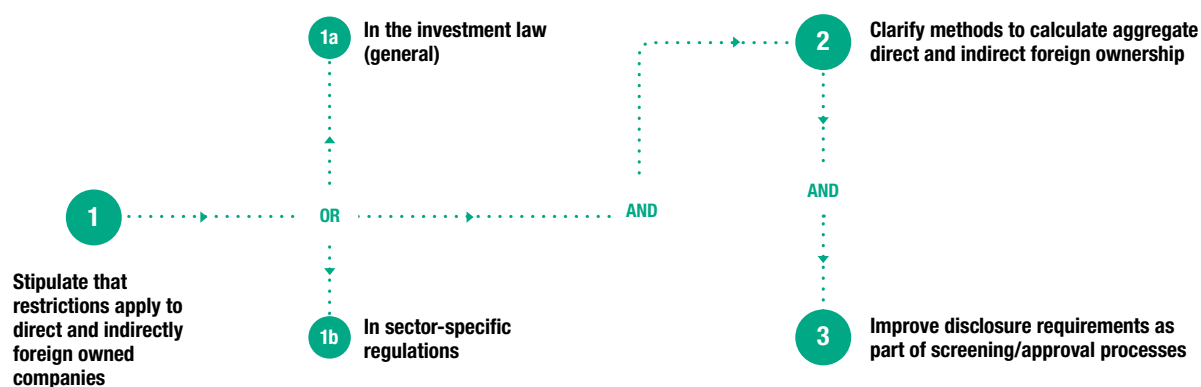 1
Stipulate that
restrictions apply to
direct and indirectly
foreign owned
companies
OR
1a
In the investment law
(general)
1b
In sector-specific
regulations
AND
2
Clarify methods to calculate aggregate
direct and indirect foreign ownership
AND
3
Improve disclosure requirements as
part of screening/approval processes